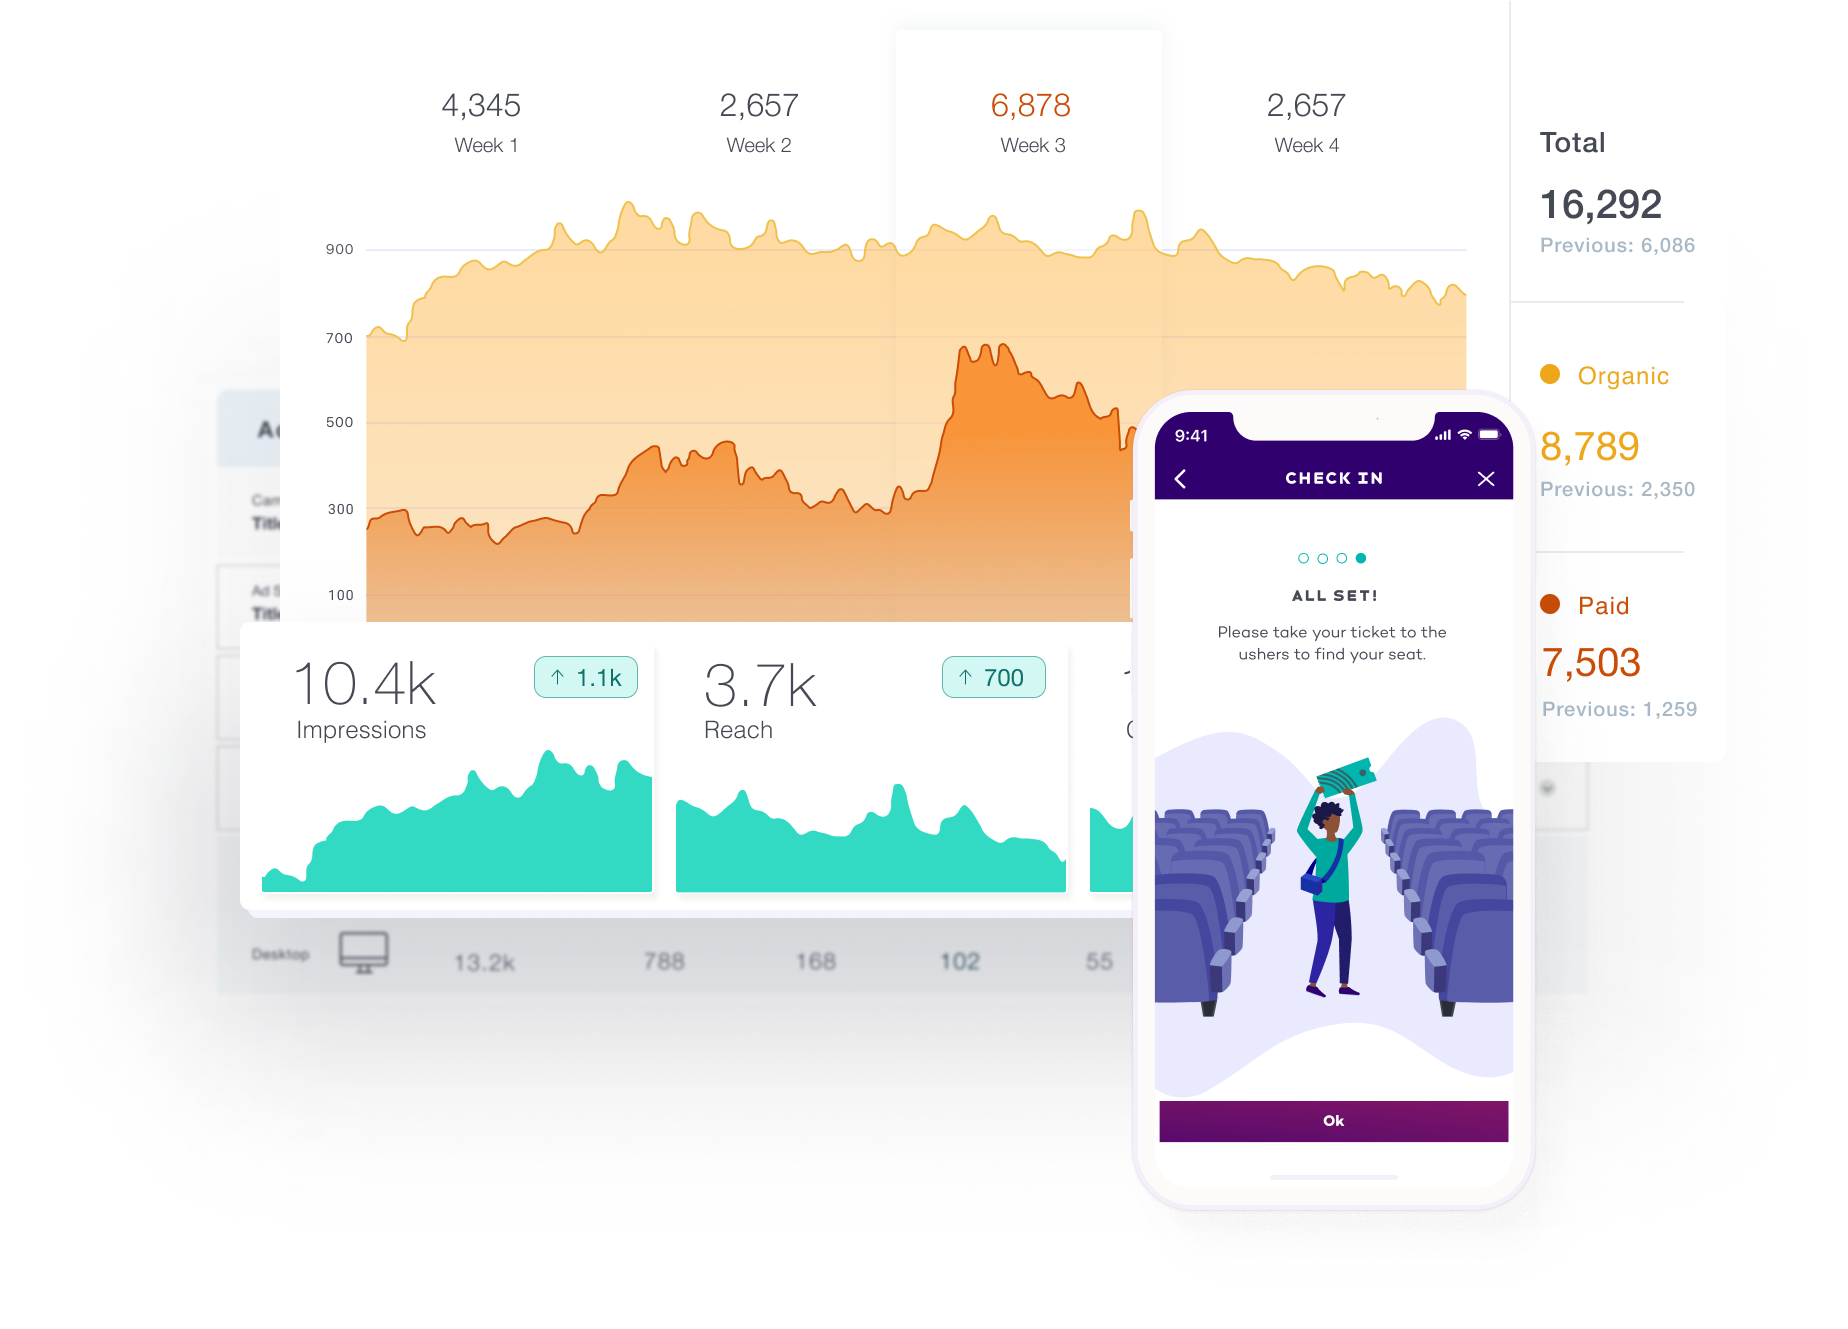 4,345
Week 1
2,657
Week 2
6,878
Week 3
2,657
Week 4
900
700
500
300
100
Total
16,292
Previous: 6,086
Organic
8,789
Previous: 2,350
Paid
7,503
Previous: 1,259
10.4k
↑ 1.1k
Impressions
3.7k
↑ 700
Reach
Desktop
13.2k
788
168
102
55
9:41
CHECK IN
ALL SET!
Please take your ticket to the
ushers to find your seat.
Ok